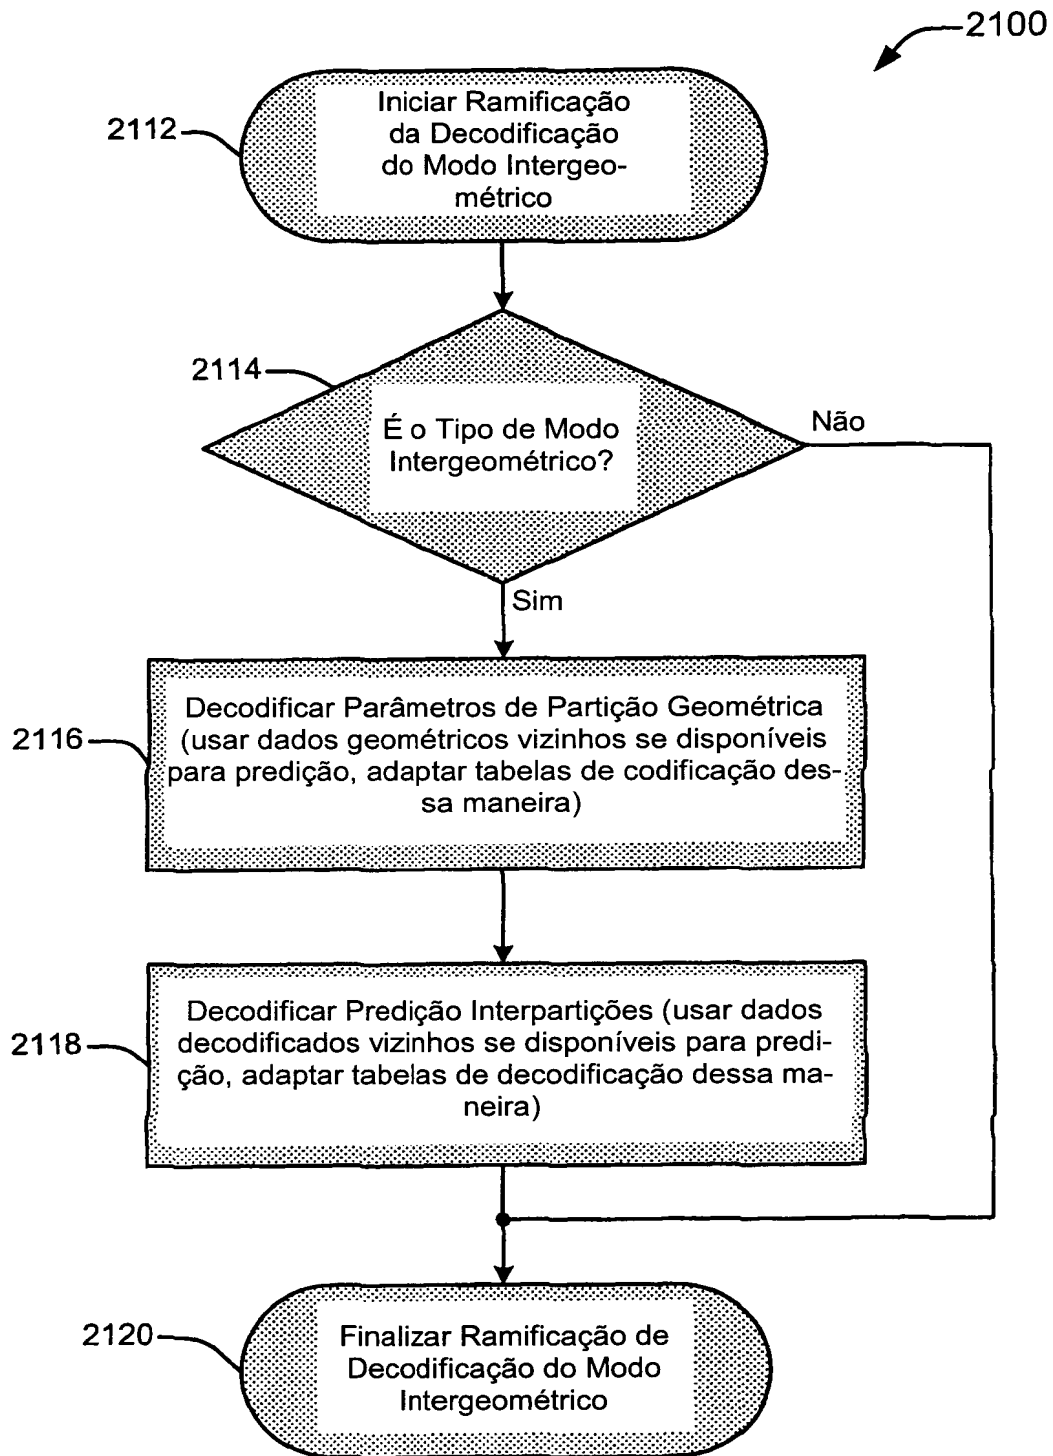 2100
2112
Iniciar Ramificação
da Decodificação
do Modo Intergeo-
métrico
2114
É o Tipo de Modo
Intergeométrico?
Não
Sim
2116
Decodificar Parâmetros de Partição Geométrica
(usar dados geométricos vizinhos se disponíveis
para predição, adaptar tabelas de codificação des-
sa maneira)
2118
Decodificar Predição Interpartições (usar dados
decodificados vizinhos se disponíveis para predi-
ção, adaptar tabelas de decodificação dessa ma-
neira)
2120
Finalizar Ramificação de
Decodificação do Modo
Intergeométrico